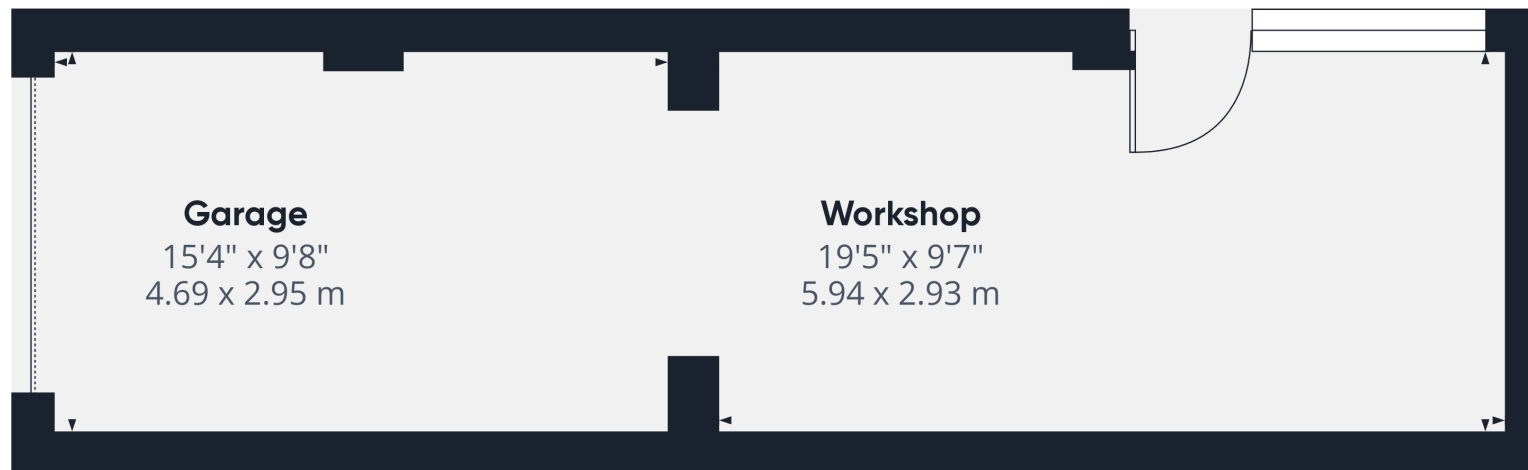 Garage
15'4" x 9'8"
4.69 x 2.95 m
Workshop
19'5" x 9'7"
5.94 x 2.93 m